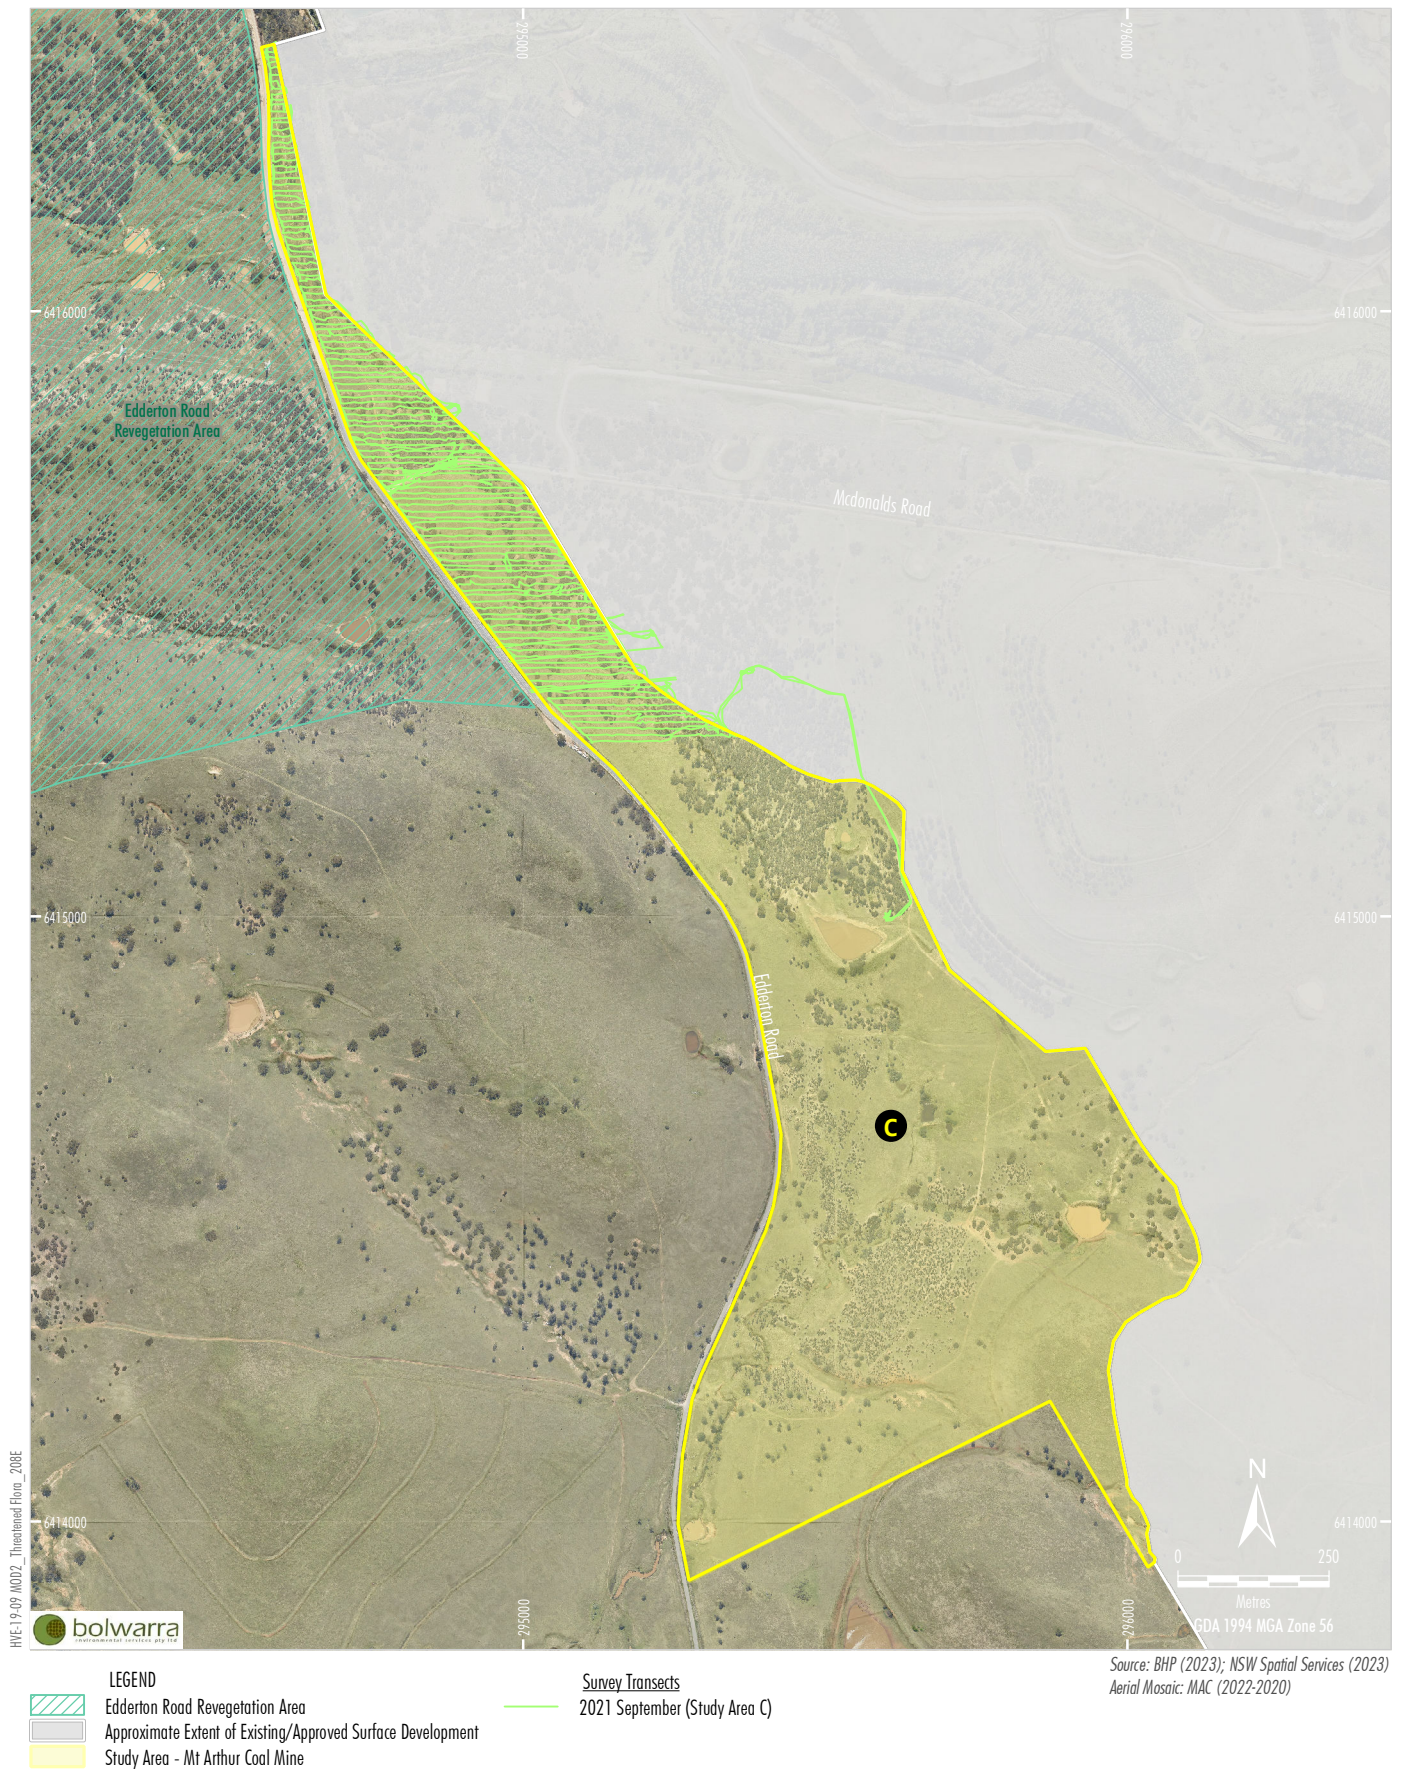 295000
296000
6416000
6416000
Edderton Road
Revegetation Area
Mcdonalds Road
6415000
6415000
Edderton Road
C
N
6414000
6414000
0
250
Metres
GDA 1994 MGA Zone 56
295000
296000
HVE-19-09 MOD2_Threatened Flora_208E
bolwarra
environmental services pty ltd
Source: BHP (2023); NSW Spatial Services (2023)
Aerial Mosaic: MAC (2022-2020)
LEGEND
Edderton Road Revegetation Area
Approximate Extent of Existing/Approved Surface Development
Study Area - Mt Arthur Coal Mine
Survey Transects
2021 September (Study Area C)